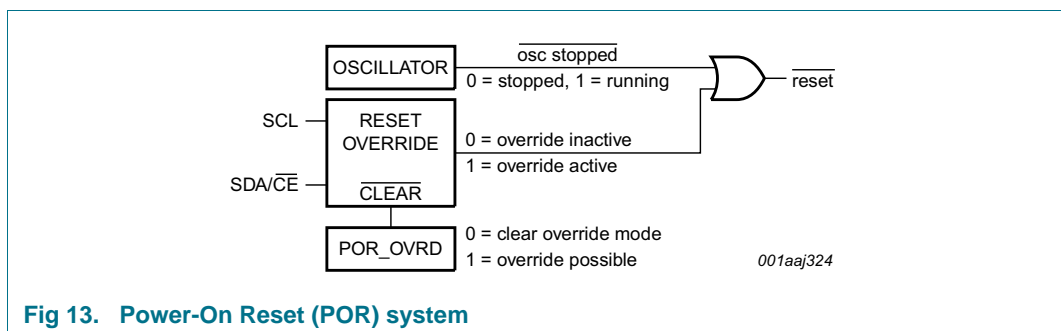 osc stopped
OSCILLATOR
0 = stopped, 1 = running
reset
SCL
RESET
OVERRIDE
0 = override inactive
1 = override active
SDA/CE
CLEAR
POR_OVRD
0 = clear override mode
1 = override possible
001aaj324
Fig 13. Power-On Reset (POR) system